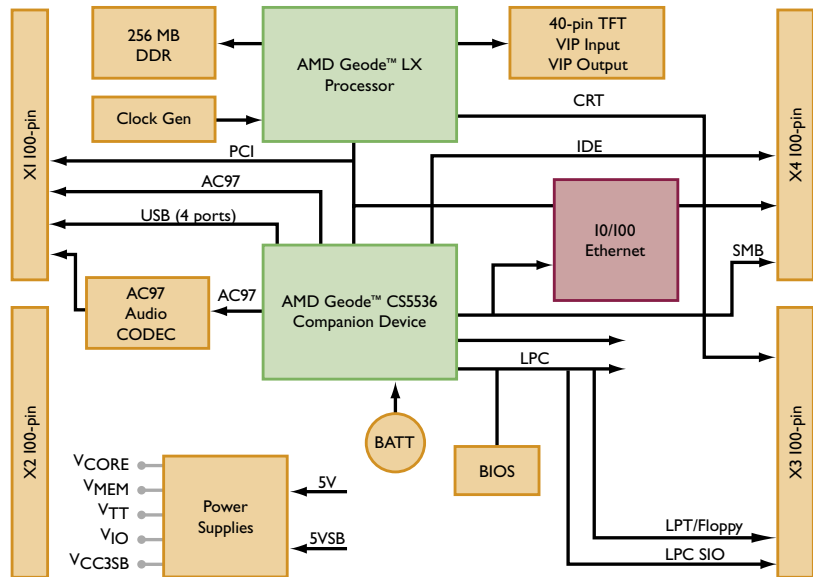 256 MB
DDR
AMD Geode™ LX
Processor
40-pin TFT
VIP Input
VIP Output
Clock Gen
CRT
X1 100-pin
X4 100-pin
PCI
IDE
AC97
USB (4 ports)
10/100
Ethernet
SMB
AC97
Audio
CODEC
AC97
AMD Geode™ CS5536
Companion Device
LPC
X2 100-pin
X3 100-pin
BATT
BIOS
VCORE
VMEM
VTT
VIO
VCC3SB
Power
Supplies
5V
5VSB
LPT/Floppy
LPC SIO